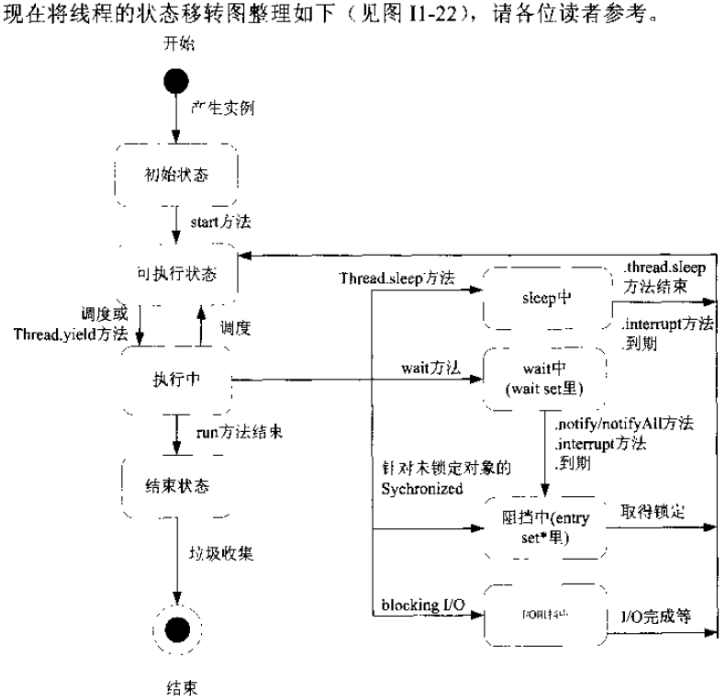 现在将线程的状态移转图整理如下（见图 I1-22），请各位读者参考。
开始
产生实例
初始状态
start方法
可执行状态
调度或
Thread.yield方法
调度
执行中
run方法结束
结束状态
垃圾收集
结束
Thread.sleep方法
sleep中
.thread.sleep
方法结束
.interrupt方法
.到期
wait方法
wait中
(wait set里)
.notify/notifyAll方法
.interrupt方法
.到期
针对未锁定对象的
Sychronized
阻挡中(entry
set*里)
取得锁定
blocking I/O
I/O完成等